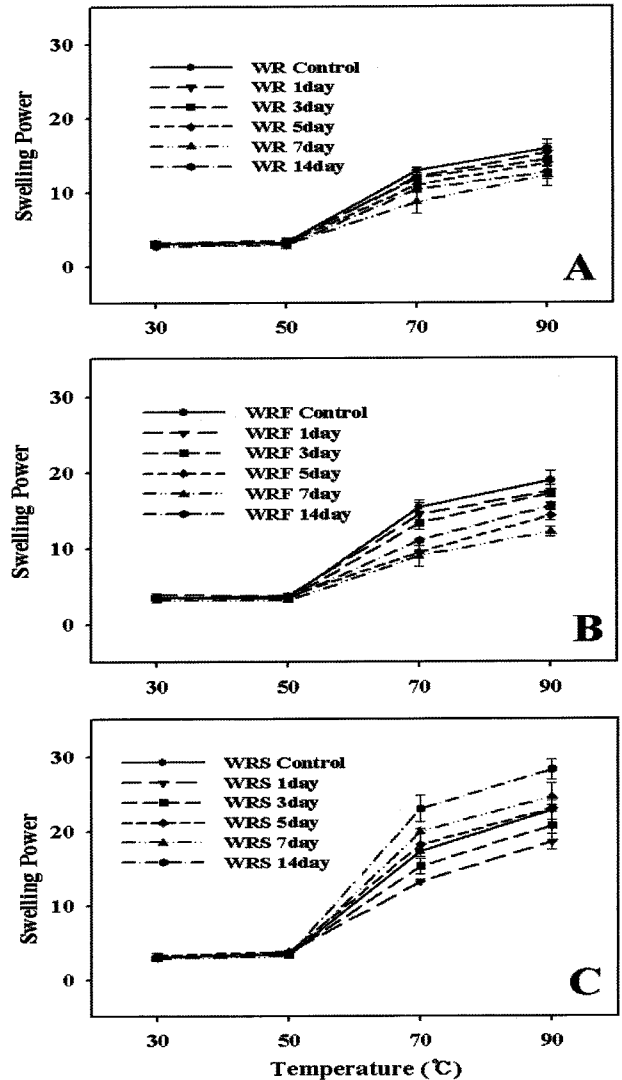 30
20
10
0
Swelling Power
WR Control
WR 1day
WR 3day
WR 5day
WR 7day
WR 14day
A
30 50 70 90
30
20
10
0
Swelling Power
WRF Control
WRF 1day
WRF 3day
WRF 5day
WRF 7day
WRF 14day
B
30 50 70 90
30
20
10
0
Swelling Power
WRS Control
WRS 1day
WRS 3day
WRS 5day
WRS 7day
WRS 14day
C
30 50 70 90
Temperature (℃)